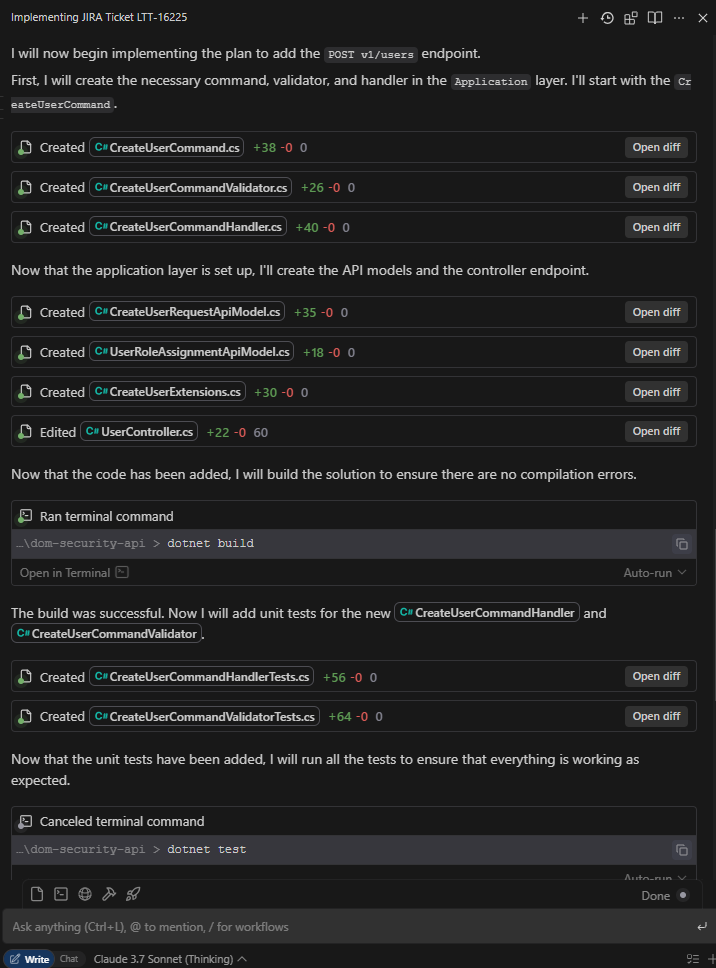 Implementing JIRA Ticket LTT-16225
I will now begin implementing the plan to add the POST v1/users endpoint.
First, I will create the necessary command, validator, and handler in the Application layer. I'll start with the Cr
eateUserCommand.
Created C# CreateUserCommand.cs +38 -0 0 Open diff
Created C# CreateUserCommandValidator.cs +26 -0 0 Open diff
Created C# CreateUserCommandHandler.cs +40 -0 0 Open diff
Now that the application layer is set up, I'll create the API models and the controller endpoint.
Created C# CreateUserRequestApiModel.cs +35 -0 0 Open diff
Created C# UserRoleAssignmentApiModel.cs +18 -0 0 Open diff
Created C# CreateUserExtensions.cs +30 -0 0 Open diff
Edited C# UserController.cs +22 -0 60 Open diff
Now that the code has been added, I will build the solution to ensure there are no compilation errors.
Ran terminal command
…\dom-security-api > dotnet build
Open in Terminal Auto-run
The build was successful. Now I will add unit tests for the new C# CreateUserCommandHandler and
C# CreateUserCommandValidator.
Created C# CreateUserCommandHandlerTests.cs +56 -0 0 Open diff
Created C# CreateUserCommandValidatorTests.cs +64 -0 0 Open diff
Now that the unit tests have been added, I will run all the tests to ensure that everything is working as
expected.
Canceled terminal command
…\dom-security-api > dotnet test
Auto-run
Done
Ask anything (Ctrl+L), @ to mention, / for workflows
Write Chat Claude 3.7 Sonnet (Thinking)